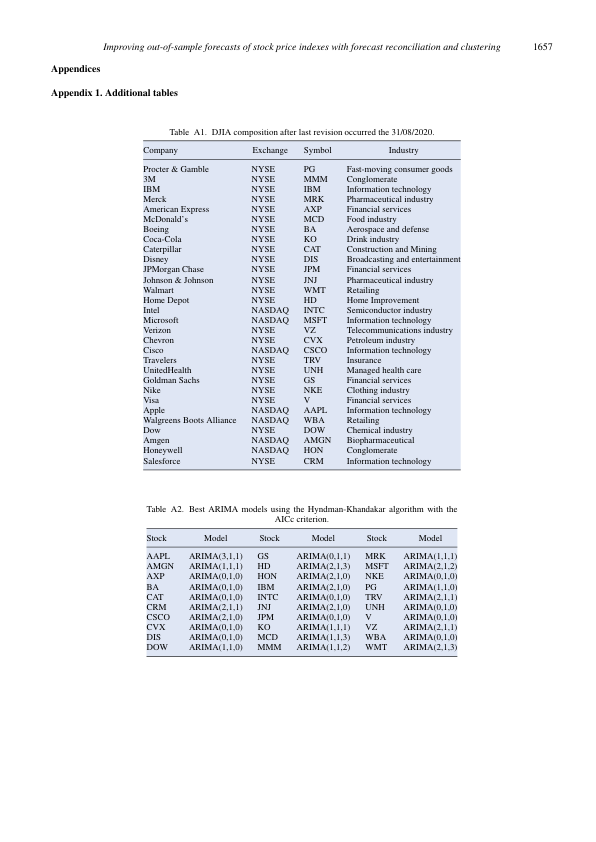 Improving out-of-sample forecasts of stock price indexes with forecast reconciliation and clustering 1657
Appendices
Appendix 1. Additional tables
Table A1. DJIA composition after last revision occurred the 31/08/2020.
Company Exchange Symbol Industry
Procter & Gamble NYSE PG Fast-moving consumer goods
3M NYSE MMM Conglomerate
IBM NYSE IBM Information technology
Merck NYSE MRK Pharmaceutical industry
American Express NYSE AXP Financial services
McDonald's NYSE MCD Food industry
Boeing NYSE BA Aerospace and defense
Coca-Cola NYSE KO Drink industry
Caterpillar NYSE CAT Construction and Mining
Disney NYSE DIS Broadcasting and entertainment
JPMorgan Chase NYSE JPM Financial services
Johnson & Johnson NYSE JNJ Pharmaceutical industry
Walmart NYSE WMT Retailing
Home Depot NYSE HD Home Improvement
Intel NASDAQ INTC Semiconductor industry
Microsoft NASDAQ MSFT Information technology
Verizon NYSE VZ Telecommunications industry
Chevron NYSE CVX Petroleum industry
Cisco NASDAQ CSCO Information technology
Travelers NYSE TRV Insurance
UnitedHealth NYSE UNH Managed health care
Goldman Sachs NYSE GS Financial services
Nike NYSE NKE Clothing industry
Visa NYSE V Financial services
Apple NASDAQ AAPL Information technology
Walgreens Boots Alliance NASDAQ WBA Retailing
Dow NYSE DOW Chemical industry
Amgen NASDAQ AMGN Biopharmaceutical
Honeywell NASDAQ HON Conglomerate
Salesforce NYSE CRM Information technology
Table A2. Best ARIMA models using the Hyndman-Khandakar algorithm with the
AICc criterion.
Stock Model Stock Model Stock Model
AAPL ARIMA(3,1,1) GS ARIMA(0,1,1) MRK ARIMA(1,1,1)
AMGN ARIMA(1,1,1) HD ARIMA(2,1,3) MSFT ARIMA(2,1,2)
AXP ARIMA(0,1,0) HON ARIMA(2,1,0) NKE ARIMA(0,1,0)
BA ARIMA(0,1,0) IBM ARIMA(2,1,0) PG ARIMA(1,1,0)
CAT ARIMA(0,1,0) INTC ARIMA(0,1,0) TRV ARIMA(2,1,1)
CRM ARIMA(2,1,1) JNJ ARIMA(2,1,0) UNH ARIMA(0,1,0)
CSCO ARIMA(2,1,0) JPM ARIMA(0,1,0) V ARIMA(0,1,0)
CVX ARIMA(0,1,0) KO ARIMA(1,1,1) VZ ARIMA(2,1,1)
DIS ARIMA(0,1,0) MCD ARIMA(1,1,3) WBA ARIMA(0,1,0)
DOW ARIMA(1,1,0) MMM ARIMA(1,1,2) WMT ARIMA(2,1,3)